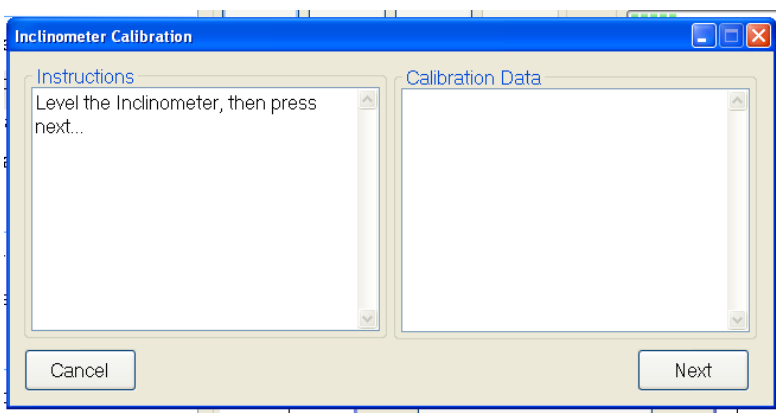 Inclinometer Calibration
Instructions
Level the Inclinometer, then press
next...
Calibration Data
Cancel
Next